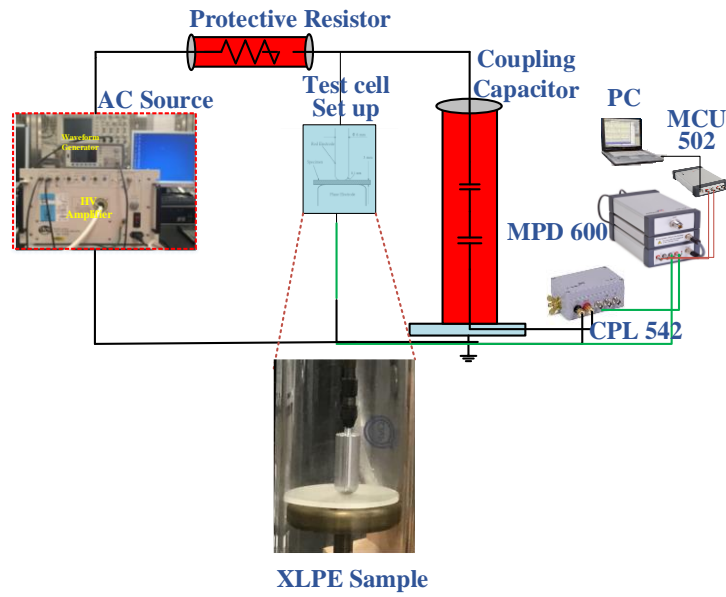 Protective Resistor
AC Source
Test cell
Set up
Coupling
Capacitor
PC
MCU
502
Waveform
Generator
HV
Amplifier
MPD 600
CPL 542
XLPE Sample